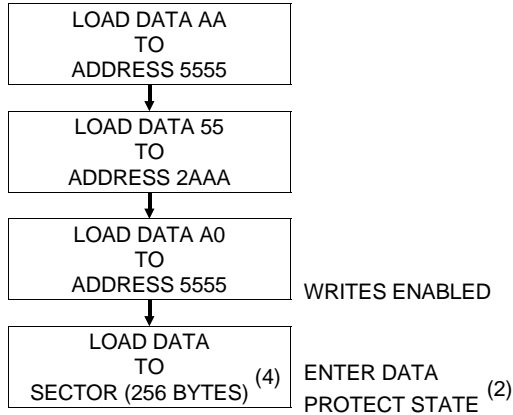 LOAD DATA AA
TO
ADDRESS 5555
LOAD DATA 55
TO
ADDRESS 2AAA
LOAD DATA A0
TO
ADDRESS 5555
WRITES ENABLED
LOAD DATA
TO
SECTOR (256 BYTES) (4)
ENTER DATA
PROTECT STATE (2)